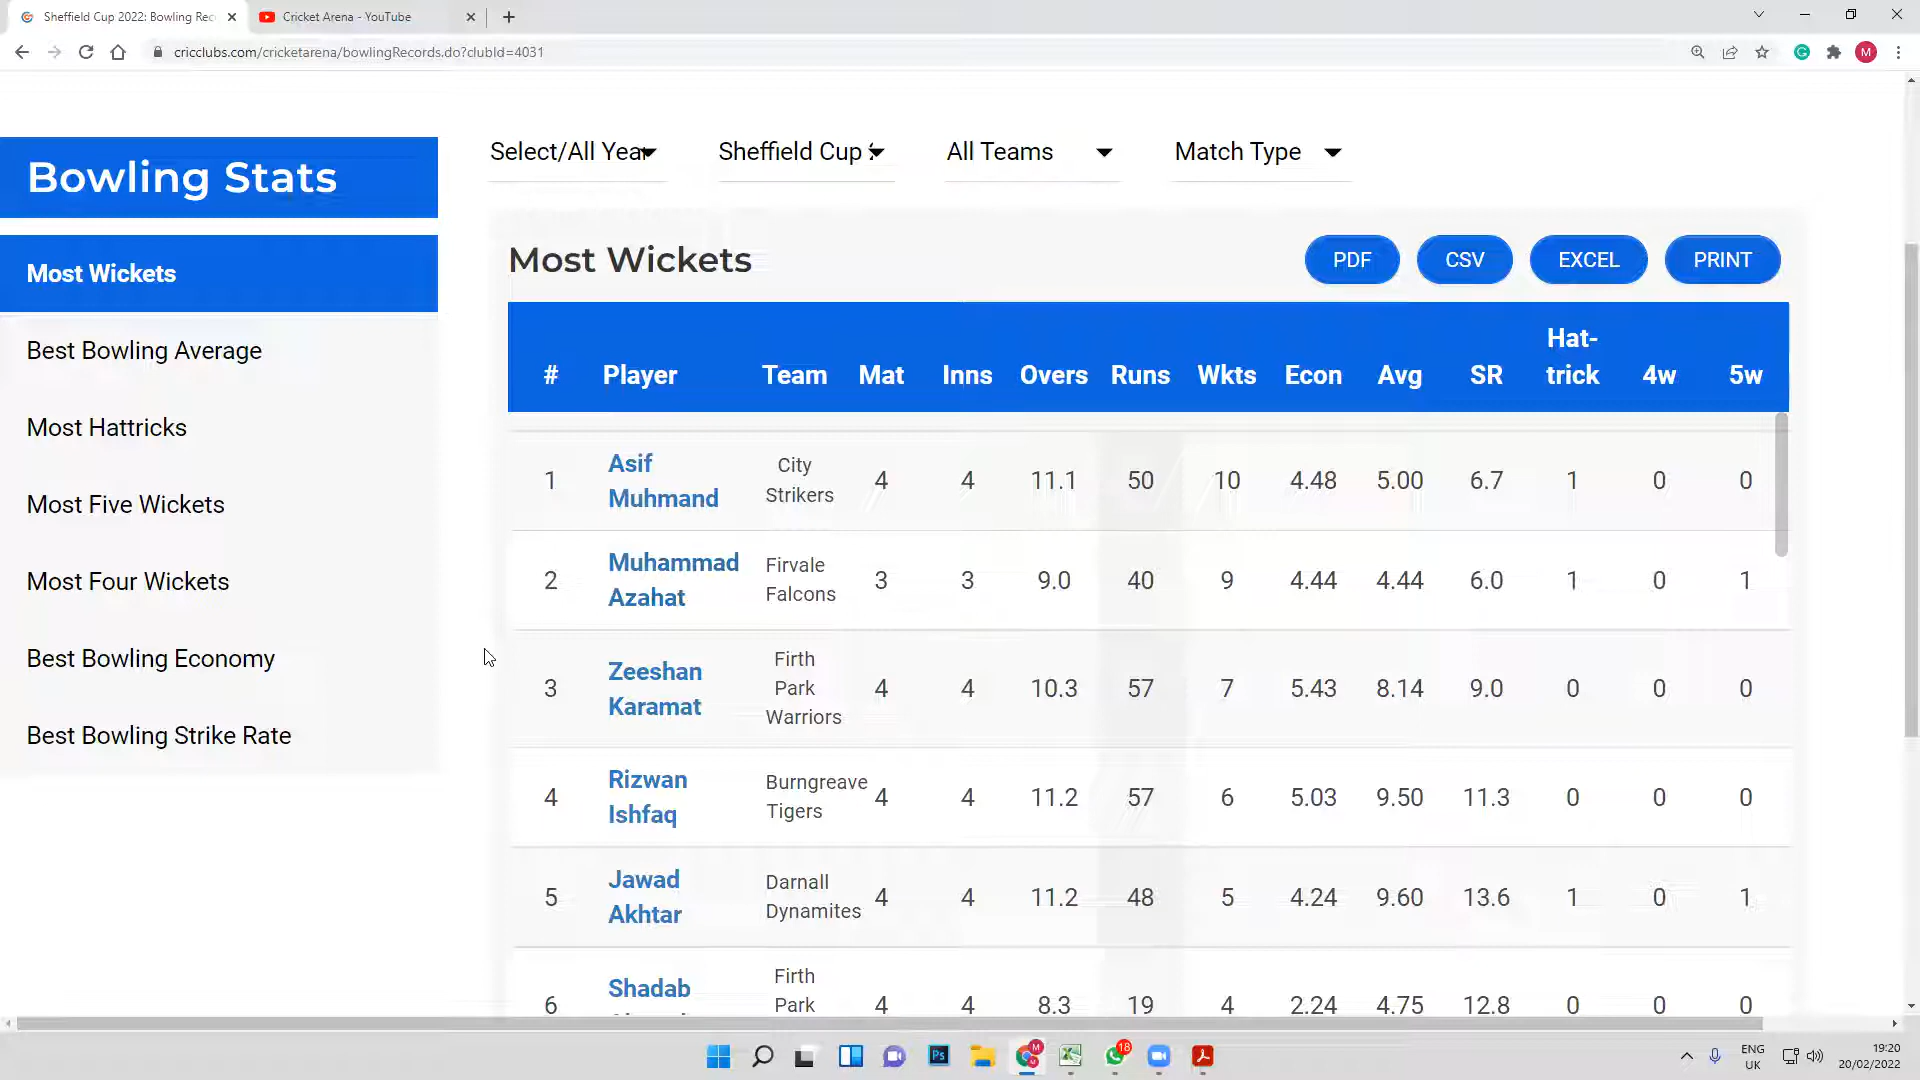 Sheffield Cup 2022: Bowling Rec
Cricket Arena - YouTube
cricclubs.com/cricketarena/bowlingRecords.do?clubId=4031
M
Bowling Stats
Most Wickets
Best Bowling Average
Most Hattricks
Most Five Wickets
Most Four Wickets
Best Bowling Economy
Best Bowling Strike Rate
Select/All Year
Sheffield Cup
All Teams
Match Type
Most Wickets
PDF
CSV
EXCEL
PRINT
# Player Team Mat Inns Overs Runs Wkts Econ Avg SR Hat-
trick 4w 5w
1 Asif
Muhmand City
Strikers 4 4 11.1 50 10 4.48 5.00 6.7 1 0 0
2 Muhammad
Azahat Firvale
Falcons 3 3 9.0 40 9 4.44 4.44 6.0 1 0 1
3 Zeeshan
Karamat Firth
Park
Warriors 4 4 10.3 57 7 5.43 8.14 9.0 0 0 0
4 Rizwan
Ishfaq Burngreave
Tigers 4 4 11.2 57 6 5.03 9.50 11.3 0 0 0
5 Jawad
Akhtar Darnall
Dynamites 4 4 11.2 48 5 4.24 9.60 13.6 1 0 1
6 Shadab
Firth
Park 4 4 8.3 19 4 2.24 4.75 12.8 0 0 0
Ps
M
18
ENG
UK
19:20
20/02/2022